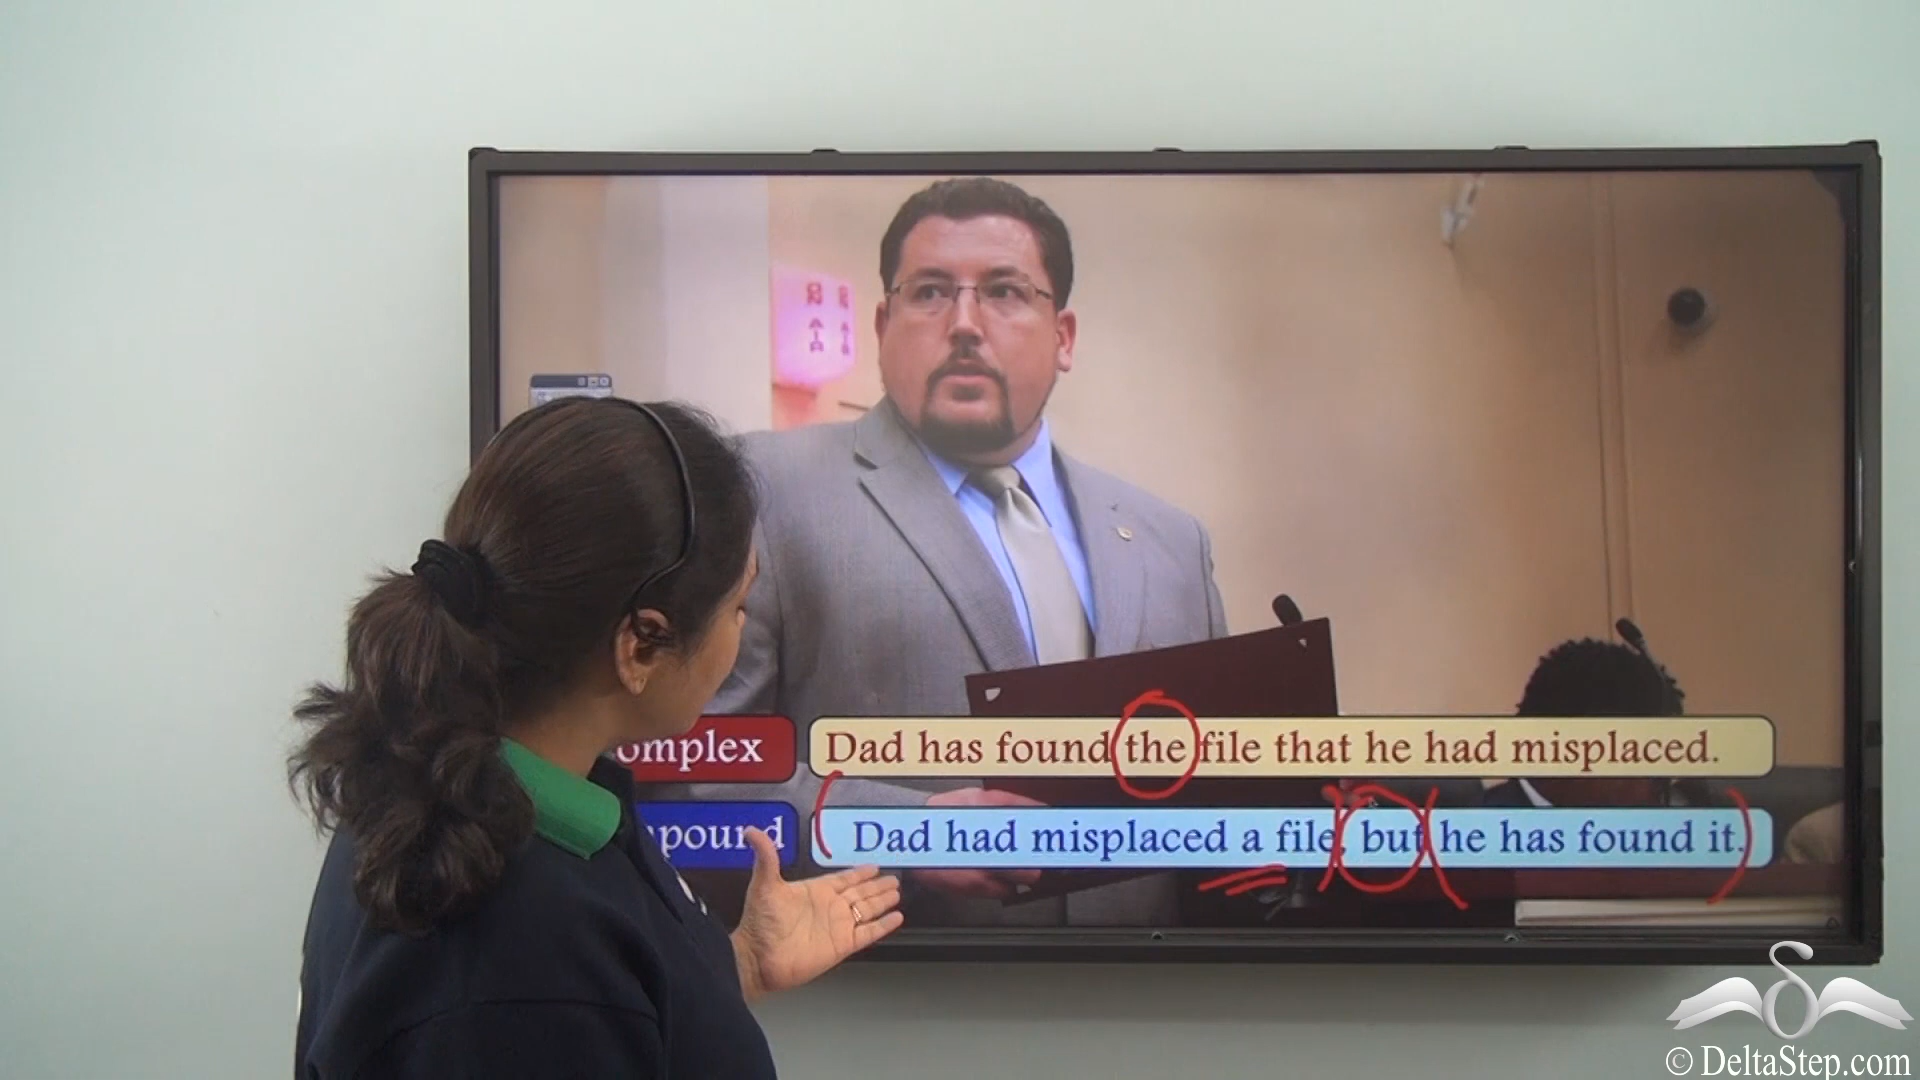 omplex
Dad has found the file that he had misplaced.
pound
Dad had misplaced a file, but he has found it.
© DeltaStep.com